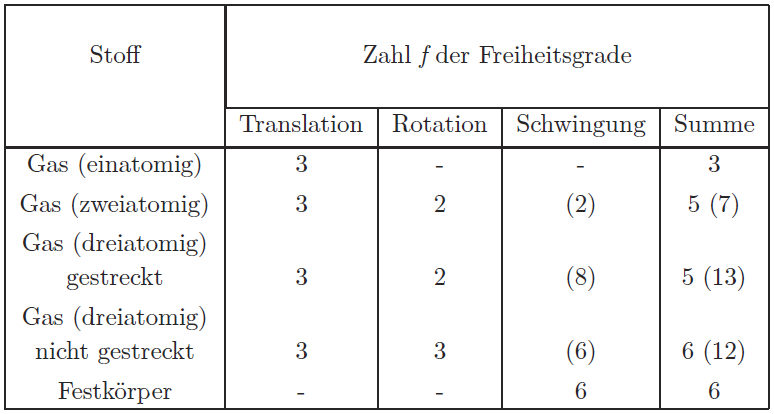 Stoff Zahl f der Freiheitsgrade
Translation Rotation Schwingung Summe
Gas (einatomig) 3 - - 3
Gas (zweiatomig) 3 2 (2) 5 (7)
Gas (dreiatomig)
gestreckt 3 2 (8) 5 (13)
Gas (dreiatomig)
nicht gestreckt 3 3 (6) 6 (12)
Festkörper - - 6 6